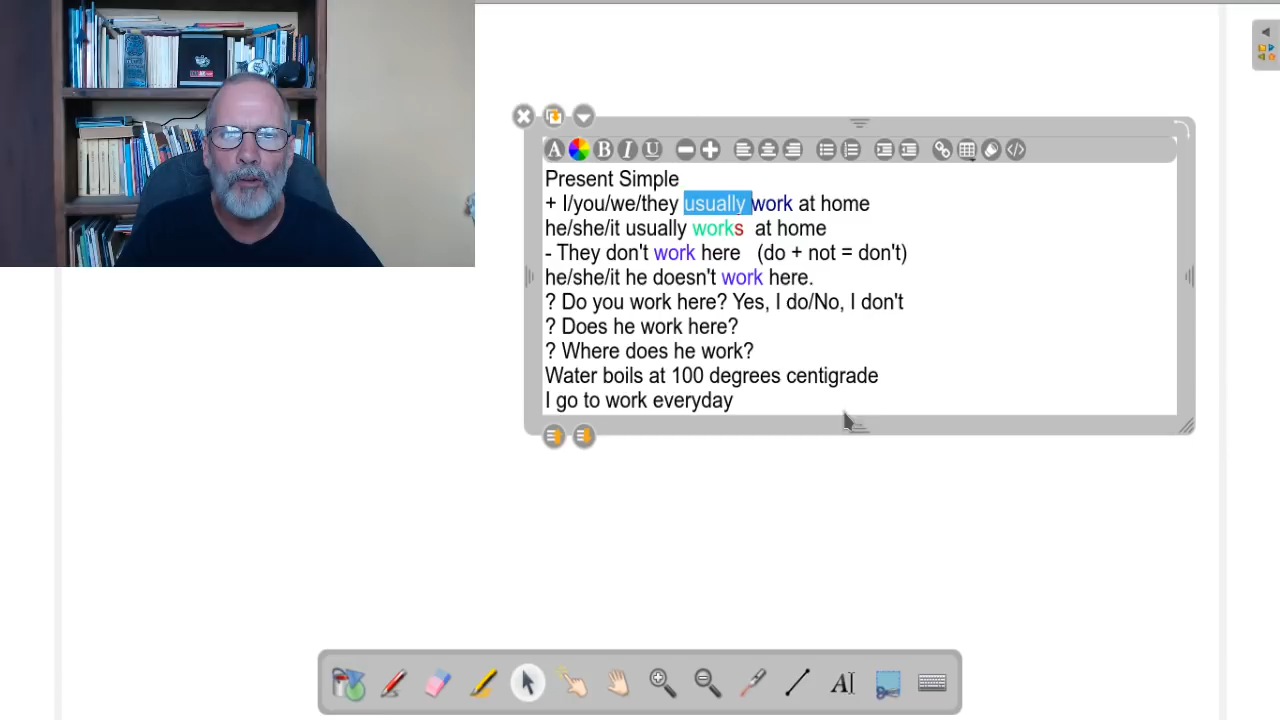 Present Simple
+ I/you/we/they usually work at home
he/she/it usually works at home
- They don't work here (do + not = don't)
he/she/it he doesn't work here.
? Do you work here? Yes, I do/No, I don't
? Does he work here?
? Where does he work?
Water boils at 100 degrees centigrade
I go to work everyday